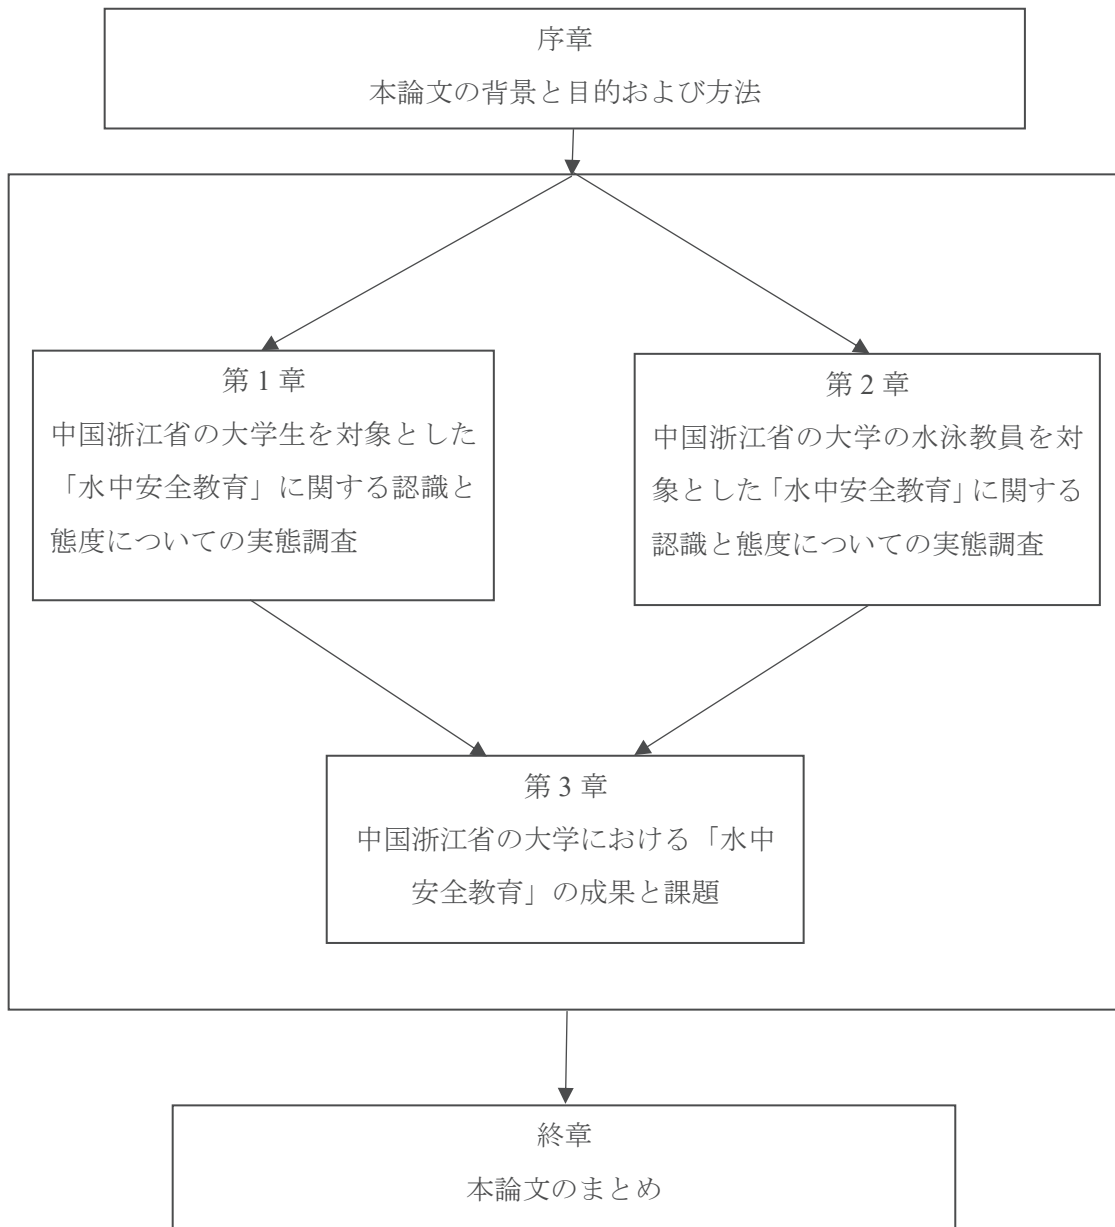 序章
本論文の背景と目的および方法
第 1 章
中国浙江省の大学生を対象とした
「水中安全教育」に関する認識と
態度についての実態調査
第 2 章
中国浙江省の大学の水泳教員を対
象とした「水中安全教育」に関する
認識と態度についての実態調査
第 3 章
中国浙江省の大学における「水中
安全教育」の成果と課題
終章
本論文のまとめ